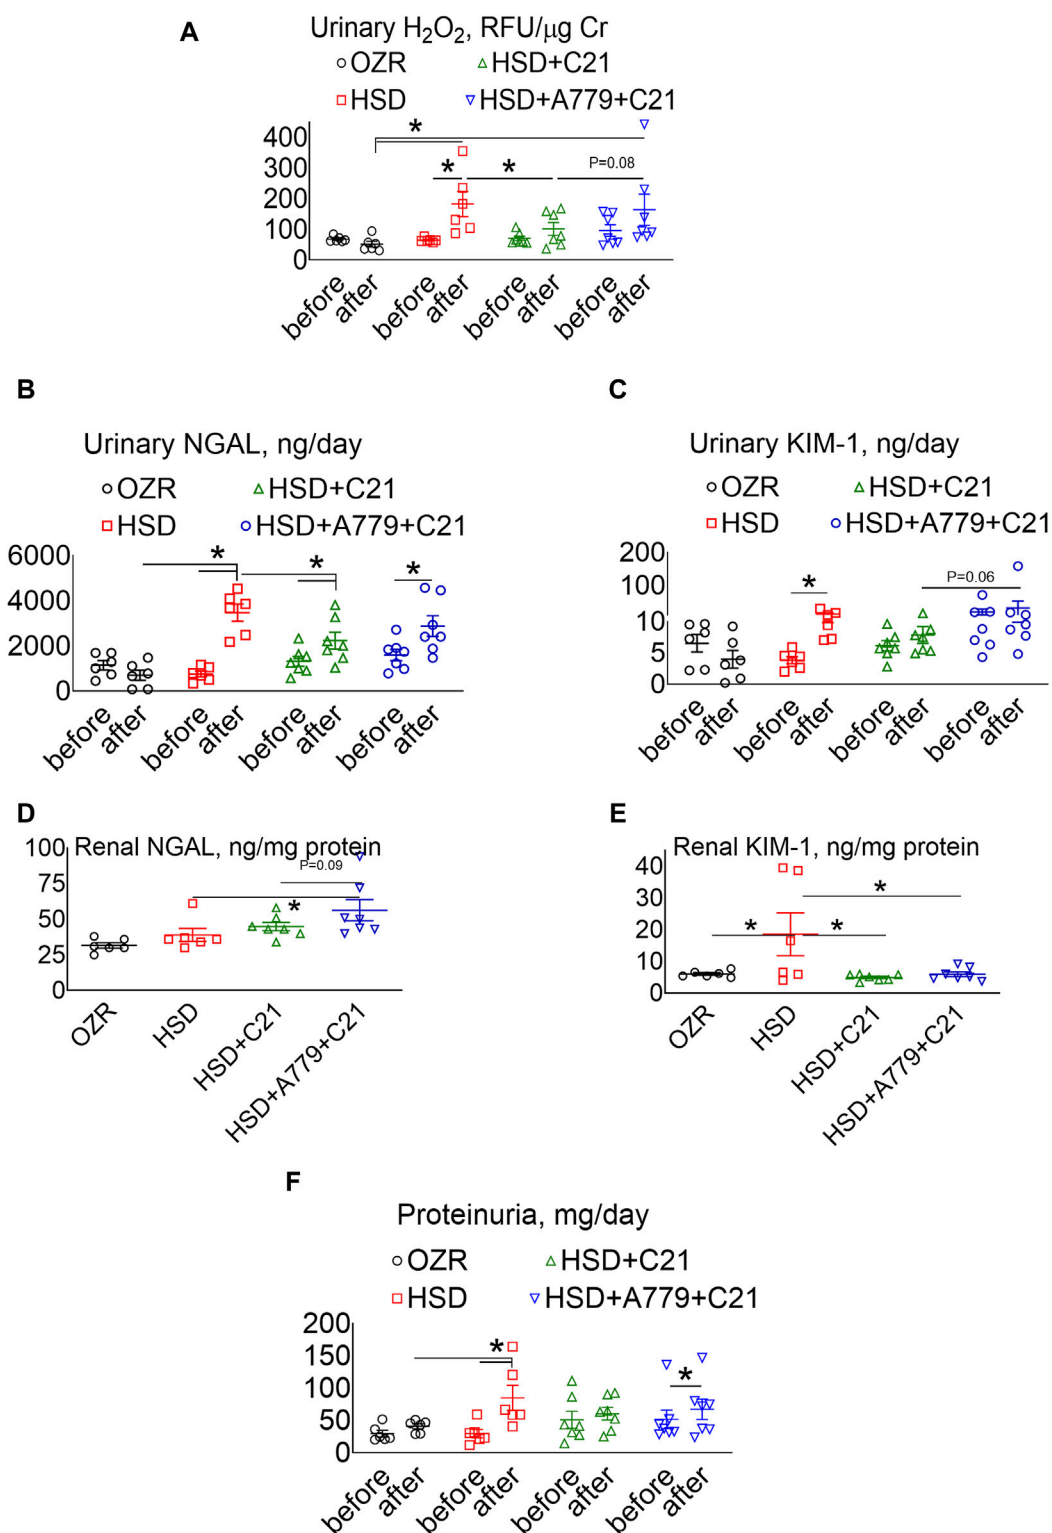 A
Urinary H₂O₂, RFU/μg Cr
OZR HSD+C21
HSD HSD+A779+C21
400
300
200
100
0
*
* * P=0.08
before after before after before after before after
B
Urinary NGAL, ng/day
OZR HSD+C21
HSD HSD+A779+C21
6000
4000
2000
0
* * *
before after before after before after before after
C
Urinary KIM-1, ng/day
OZR HSD+C21
HSD HSD+A779+C21
200
100
10
5
0
* P=0.06
before after before after before after before after
D
Renal NGAL, ng/mg protein
100
75
50
25
0
P=0.09
*
OZR HSD HSD+C21 HSD+A779+C21
E
Renal KIM-1, ng/mg protein
40
30
20
10
0
*
* *
OZR HSD HSD+C21 HSD+A779+C21
F
Proteinuria, mg/day
OZR HSD+C21
HSD HSD+A779+C21
200
150
100
50
0
* *
before after before after before after before after